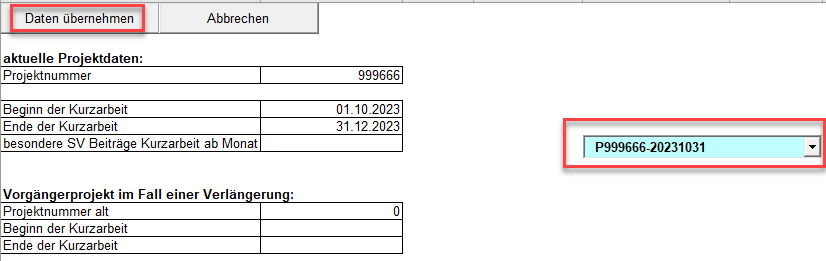 Daten übernehmen Abbrechen
aktuelle Projektdaten:
Projektnummer 999666
Beginn der Kurzarbeit 01.10.2023
Ende der Kurzarbeit 31.12.2023
besondere SV Beiträge Kurzarbeit ab Monat
P999666-20231031
Vorgängerprojekt im Fall einer Verlängerung:
Projektnummer alt 0
Beginn der Kurzarbeit
Ende der Kurzarbeit